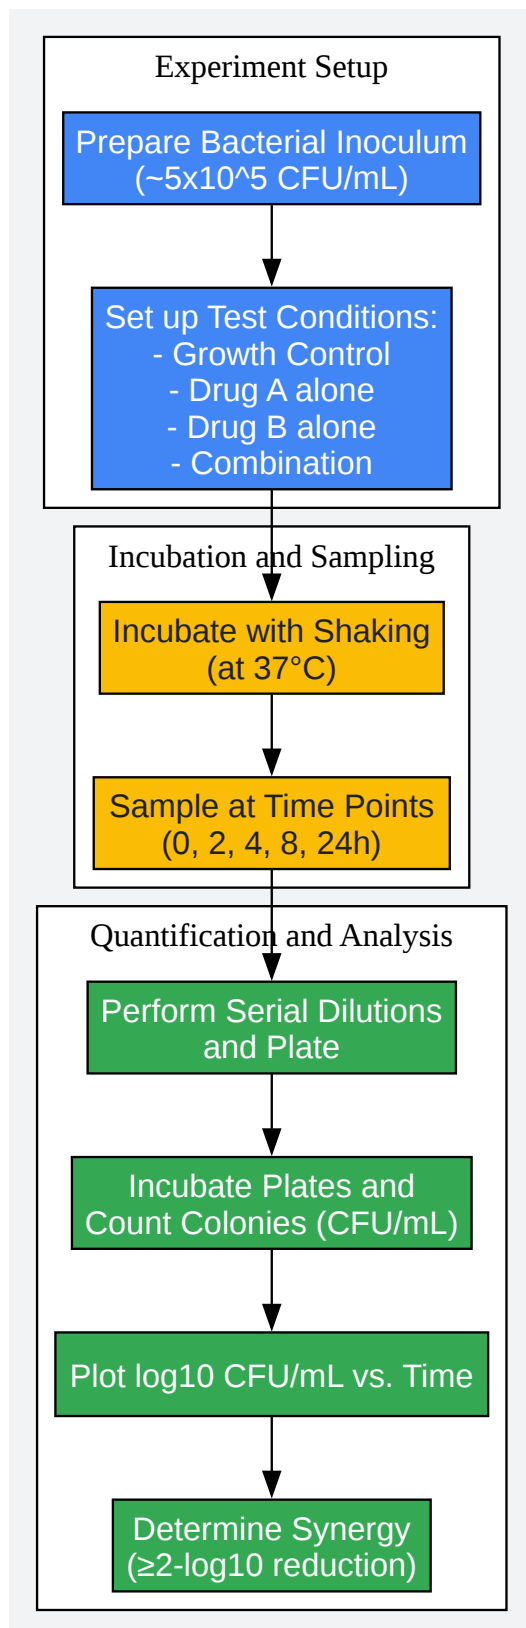 Experiment Setup
Prepare Bacterial Inoculum
(~5x10^5 CFU/mL)
Set up Test Conditions:
- Growth Control
- Drug A alone
- Drug B alone
- Combination
Incubation and Sampling
Incubate with Shaking
(at 37°C)
Sample at Time Points
(0, 2, 4, 8, 24h)
Quantification and Analysis
Perform Serial Dilutions
and Plate
Incubate Plates and
Count Colonies (CFU/mL)
Plot log10 CFU/mL vs. Time
Determine Synergy
(≥2-log10 reduction)